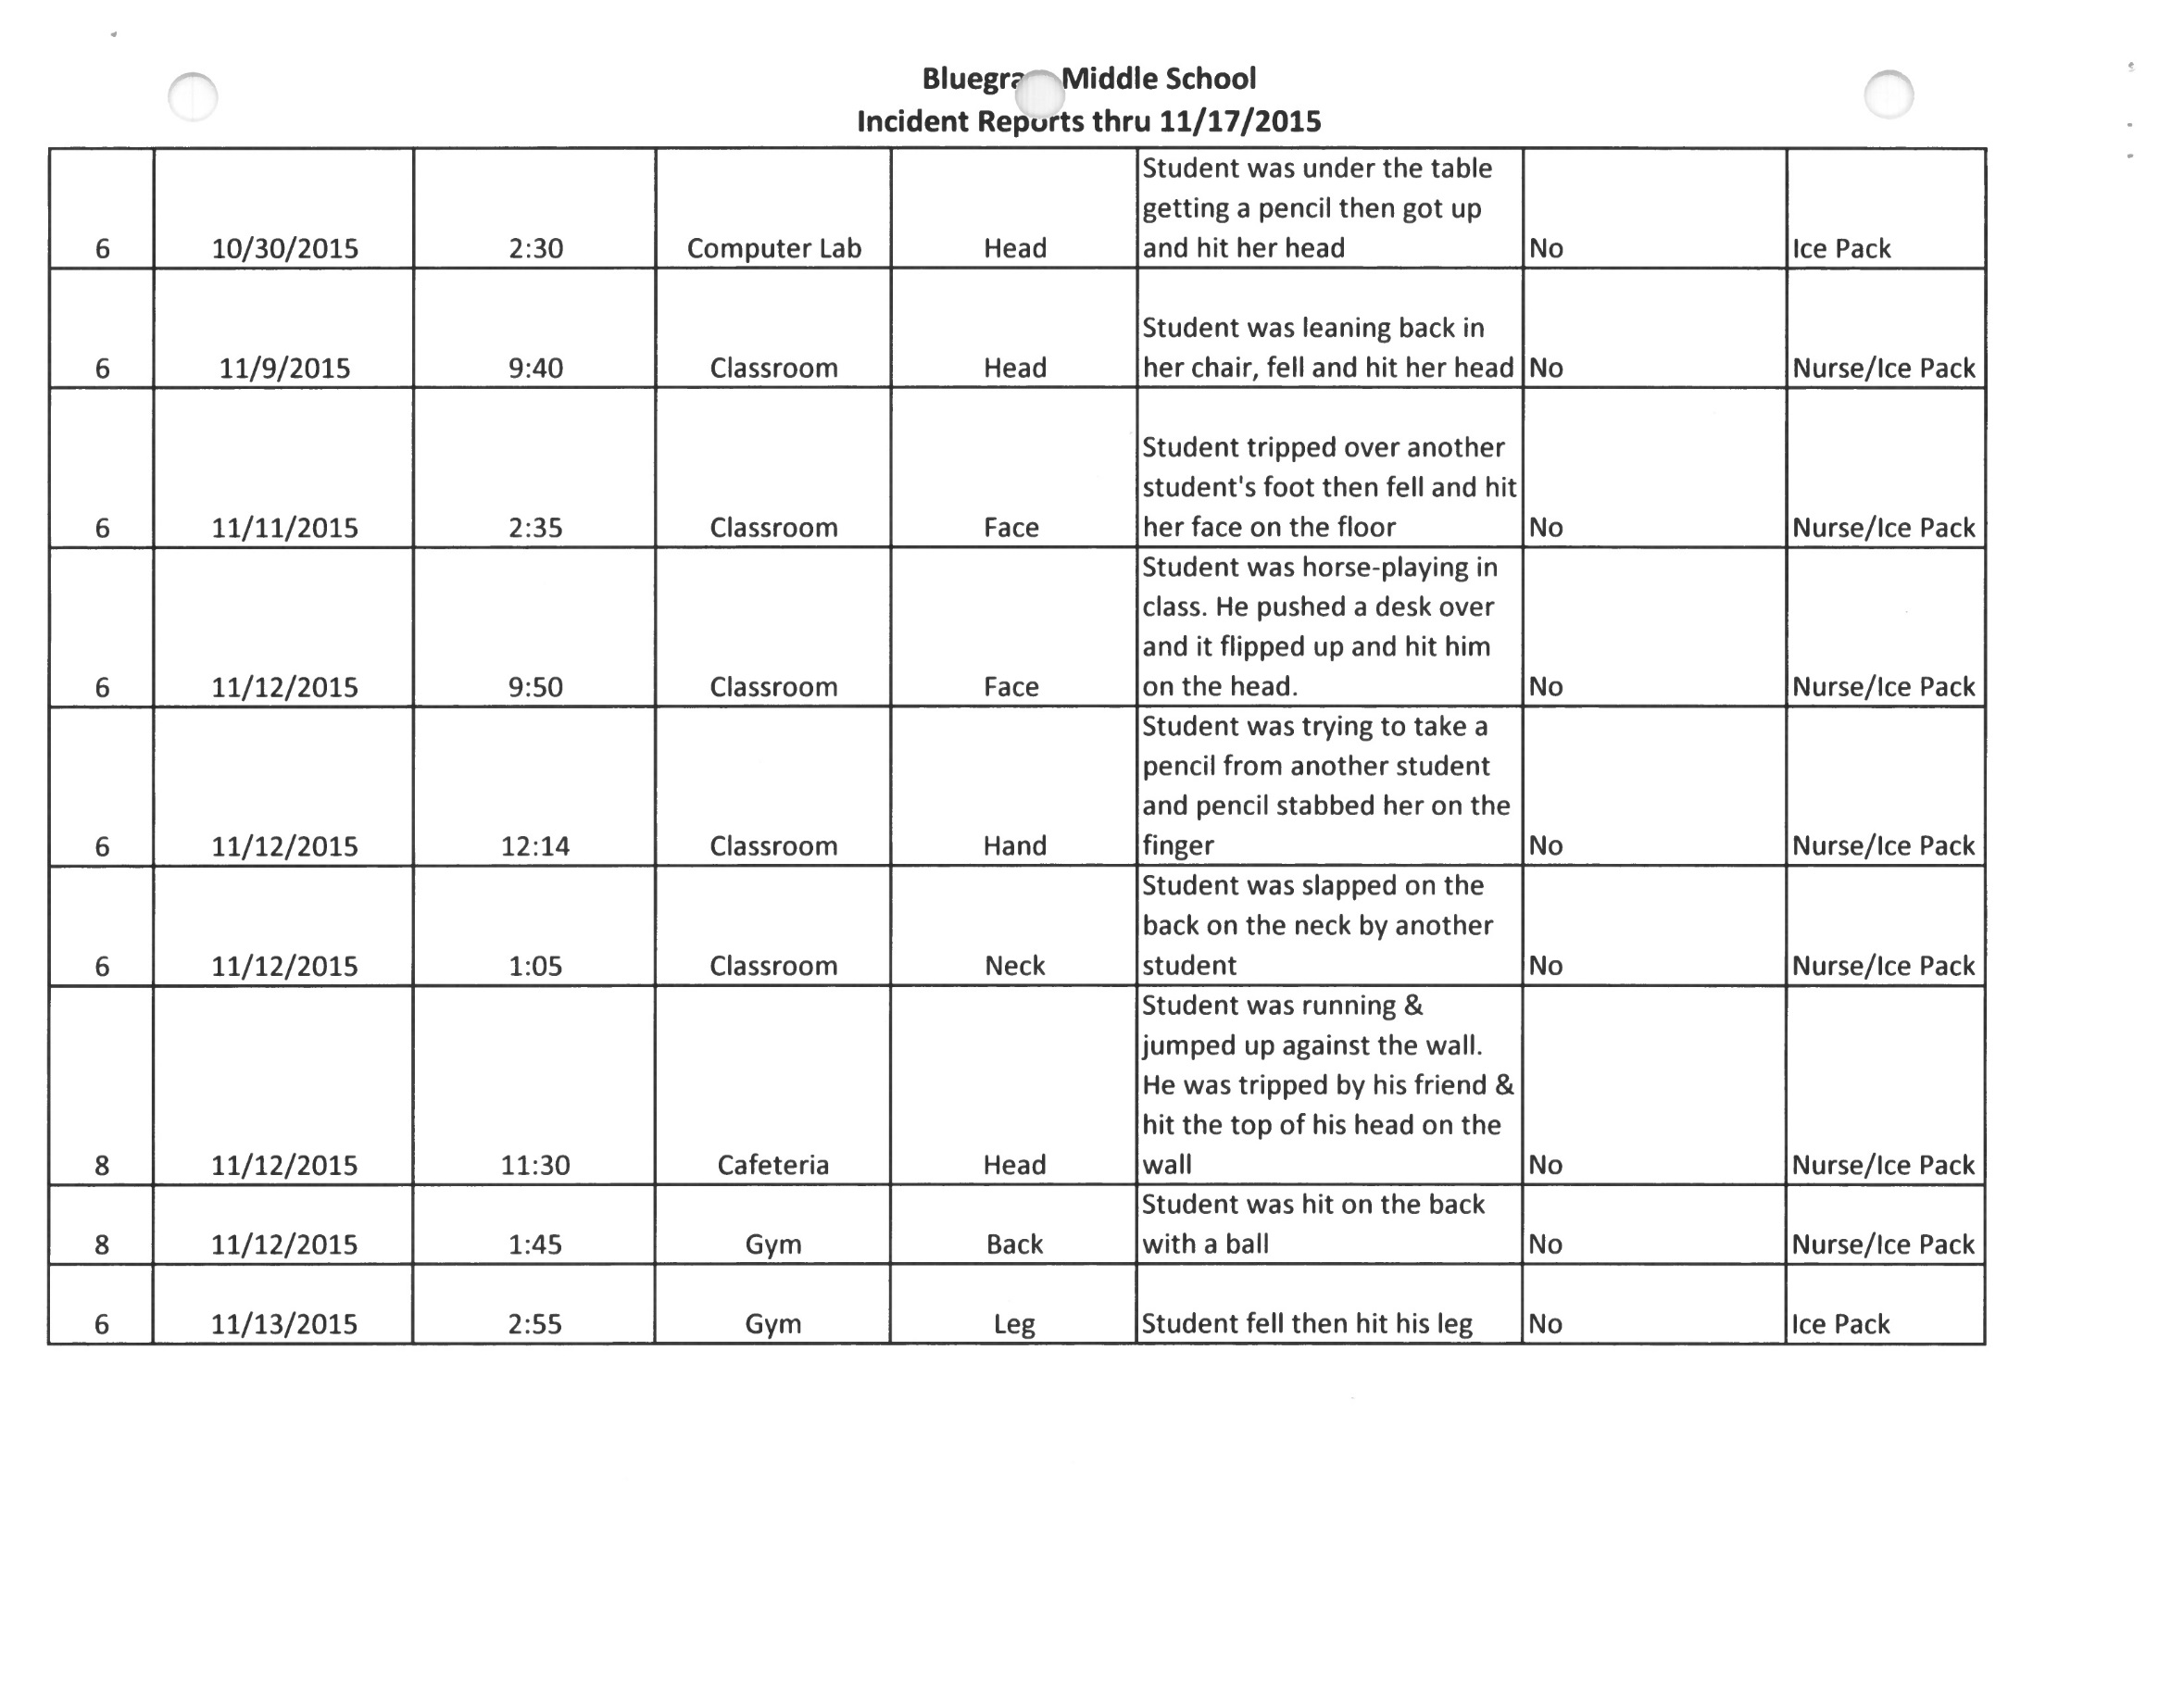 Middle School
Incident Reports thru 11/17/2015
Student was under the table
getting a pencil then got up
6 10/30/2015 2:30 Computer Lab Head and hit her head No Ice Pack
Student was leaning back in
6 11/9/2015 9:40 Classroom Head her chair, fell and hit her head No Nurse/Ice Pack
Student tripped over another
student's foot then fell and hit
6 11/11/2015 2:35 Classroom Face her face on the floor No Nurse/Ice Pack
Student was horse-playing in
class. He pushed a desk over
and it flipped up and hit him
6 11/12/2015 9:50 Classroom Face on the head. No Nurse/Ice Pack
Student was trying to take a
pencil from another student
and pencil stabbed her on the
6 11/12/2015 12:14 Classroom Hand finger No Nurse/Ice Pack
Student was slapped on the
back on the neck by another
6 11/12/2015 1:05 Classroom Neck student No Nurse/Ice Pack
Student was running &
jumped up against the wall.
He was tripped by his friend &
hit the top of his head on the
8 11/12/2015 11:30 Cafeteria Head wall No Nurse/Ice Pack
Student was hit on the back
8 11/12/2015 1:45 Gym Back with a ball No Nurse/Ice Pack
6 11/13/2015 2:55 Gym Leg Student fell then hit his leg No Ice Pack